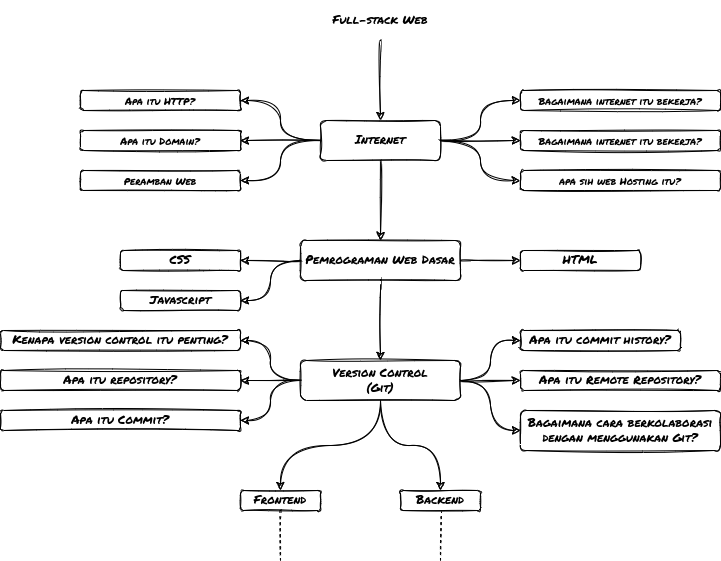 Full-stack Web
Apa itu HTTP?
Bagaimana internet itu bekerja?
Apa itu Domain?
Internet
Bagaimana internet itu bekerja?
Peramban Web
apa sih web Hosting itu?
CSS
Pemrograman Web Dasar
HTML
Javascript
Kenapa version control itu penting?
Apa itu commit history?
Apa itu repository?
Version Control
(Git)
Apa itu Remote Repository?
Apa itu Commit?
Bagaimana cara berkolaborasi
dengan menggunakan Git?
Frontend
Backend